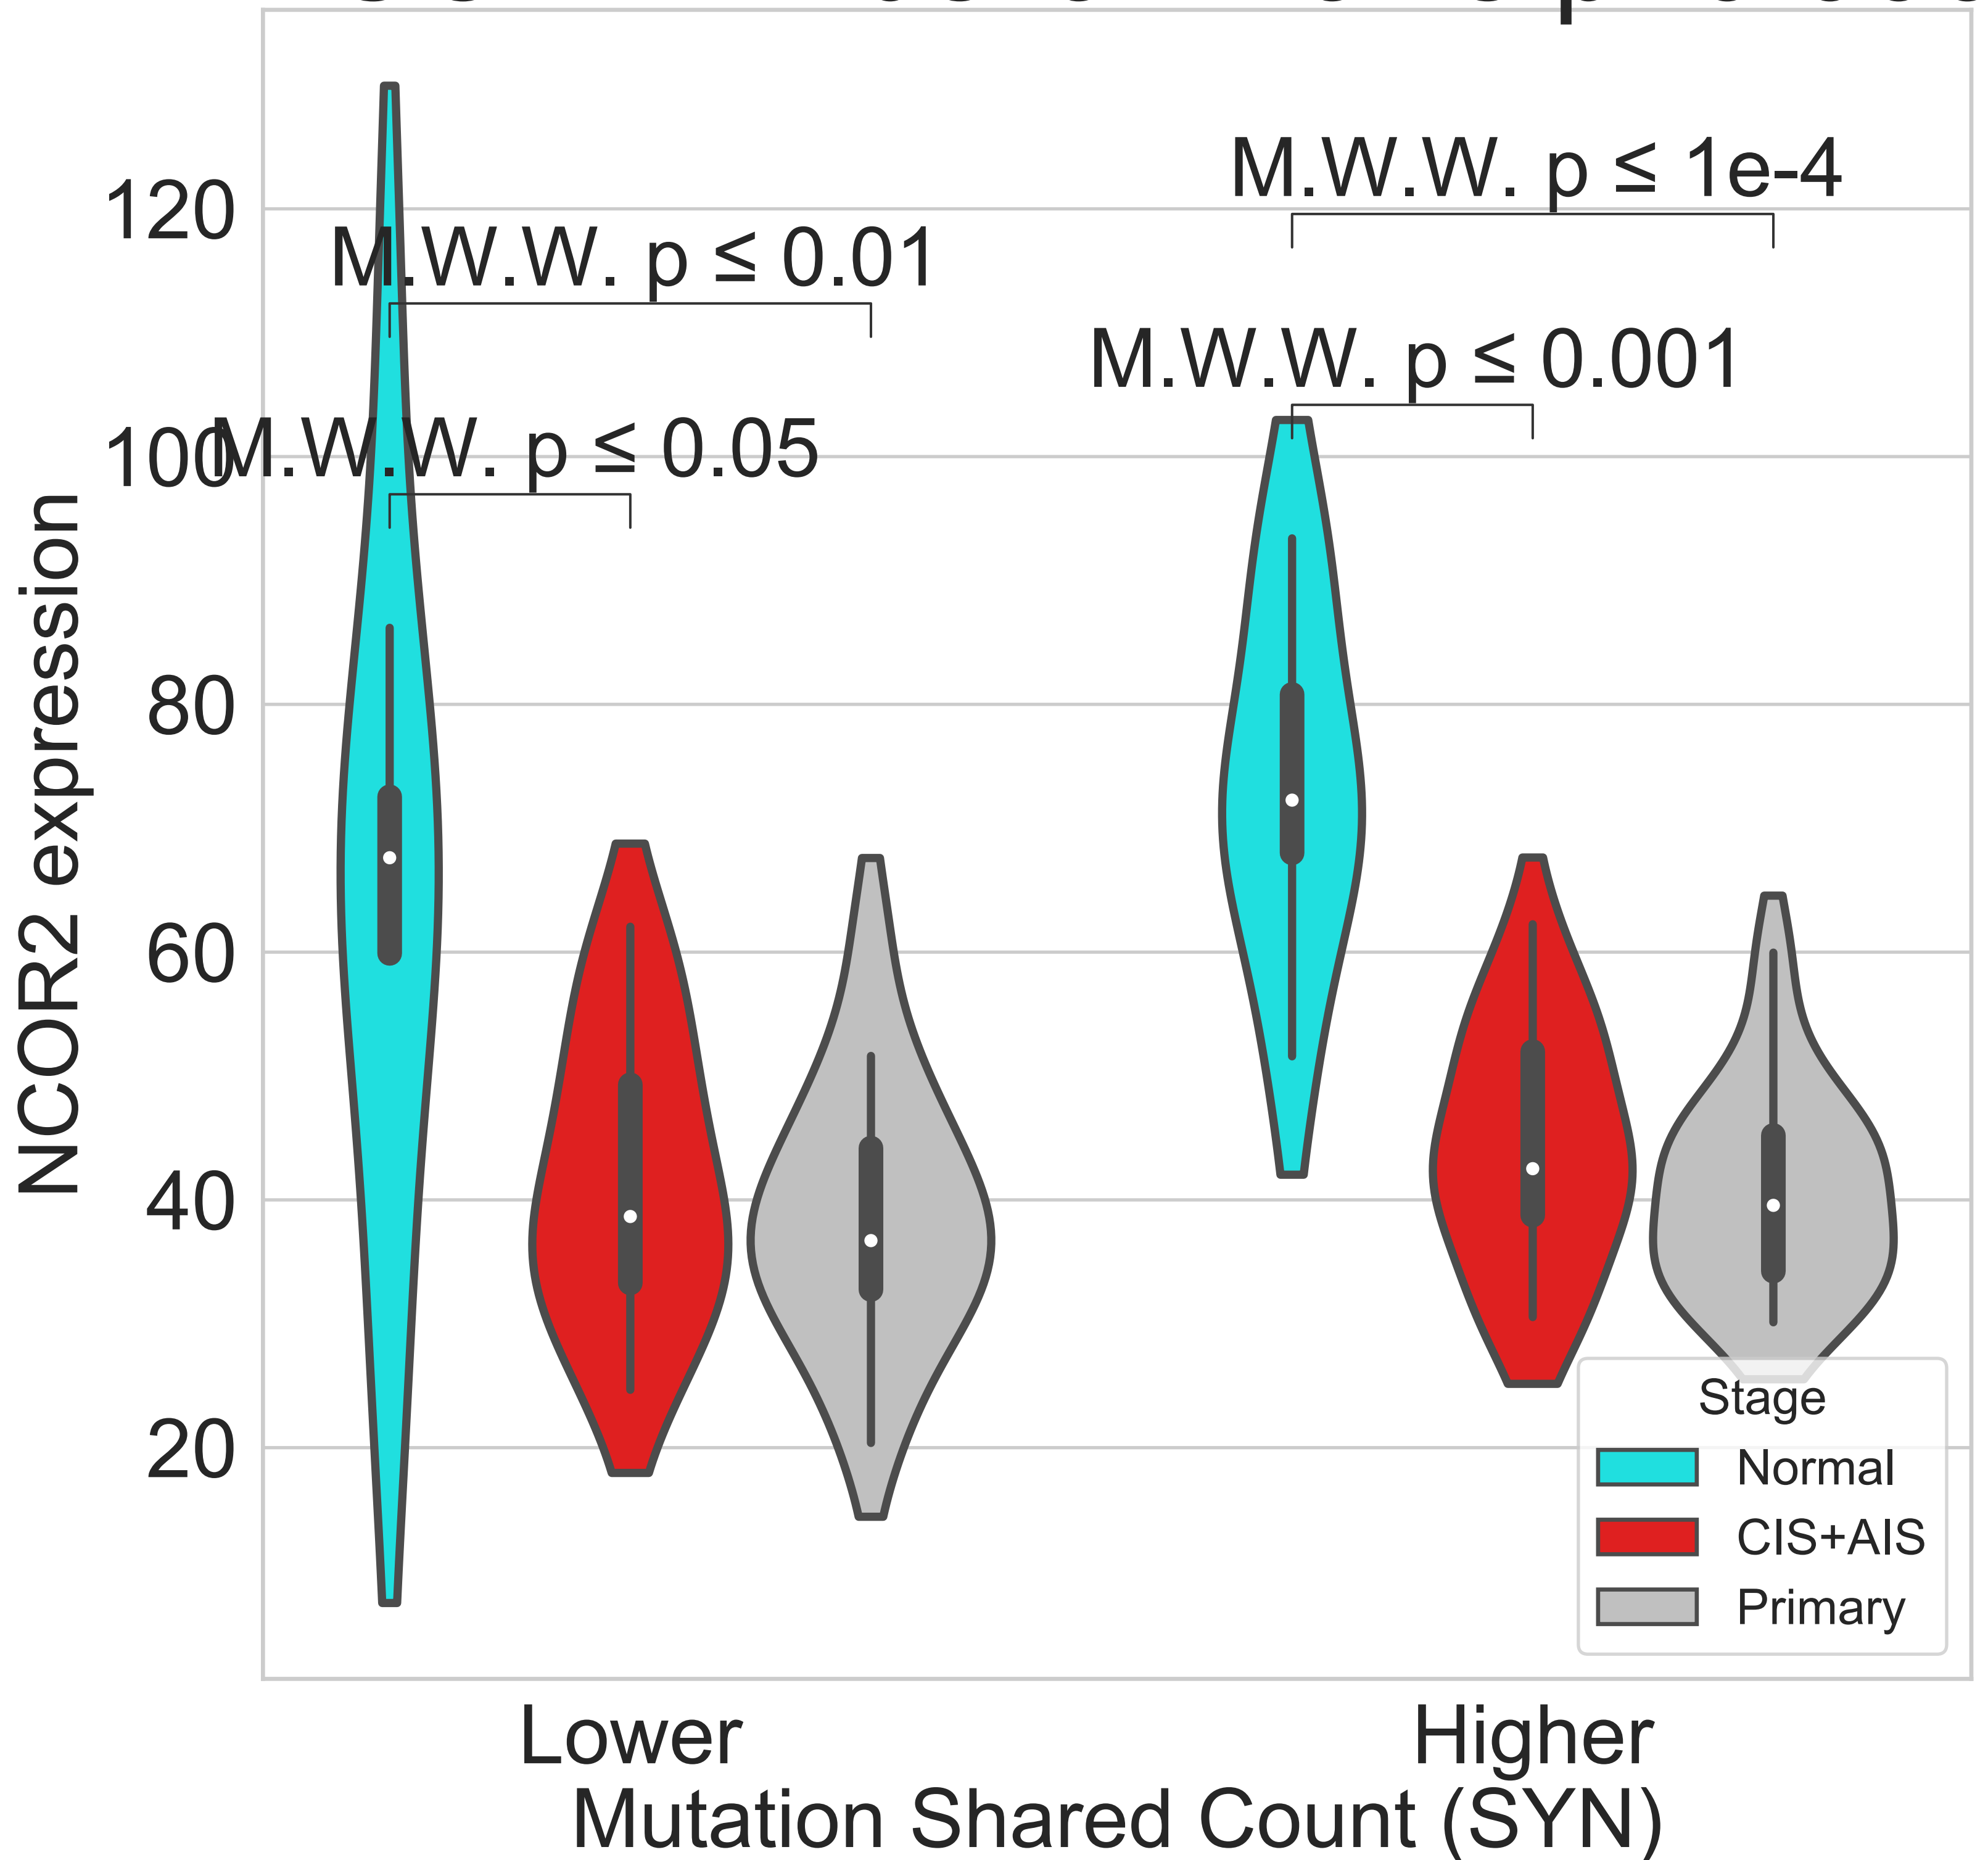 M.W.W. p ≤ 1e-4
M.W.W. p ≤ 0.01
M.W.W. p ≤ 0.001
M.W.W. p ≤ 0.05
120
100
80
60
40
20
NCOR2 expression
Stage
Normal
CIS+AIS
Primary
Lower
Higher
Mutation Shared Count (SYN)